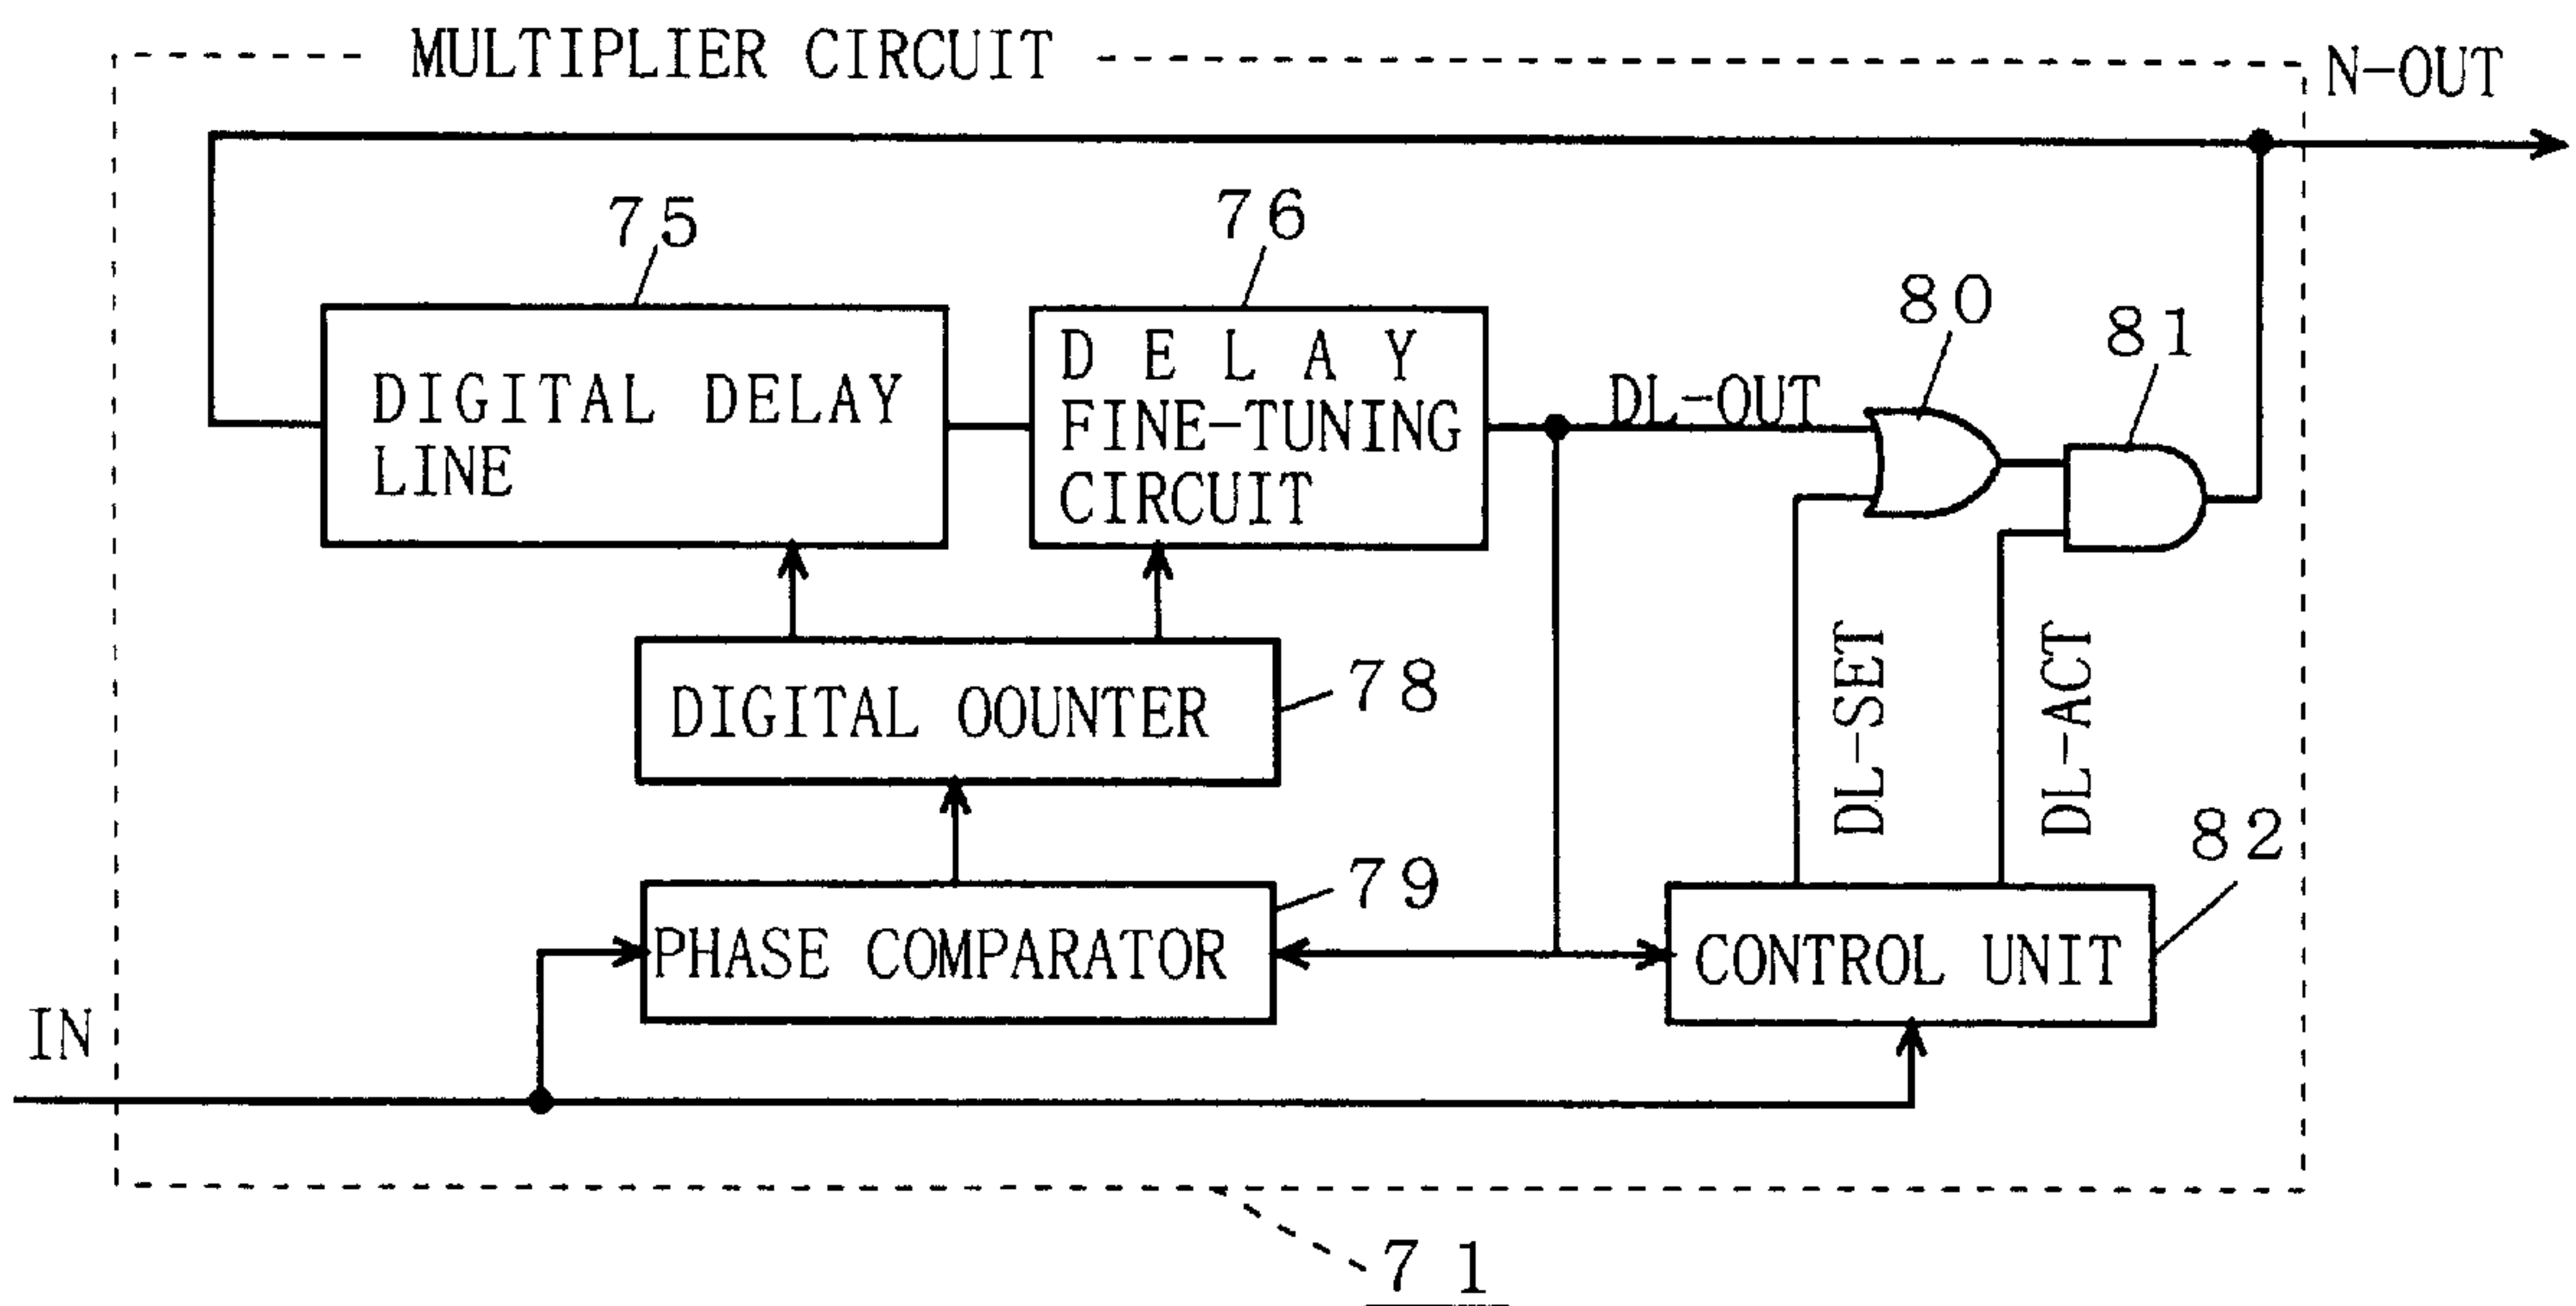 MULTIPLIER CIRCUIT
N-OUT
75
76
80
81
DIGITAL DELAY
LINE
DELAY
FINE-TUNING
CIRCUIT
DL-OUT
DIGITAL OOUNTER
78
DL-SET
DL-ACT
79
82
PHASE COMPARATOR
CONTROL UNIT
IN
71